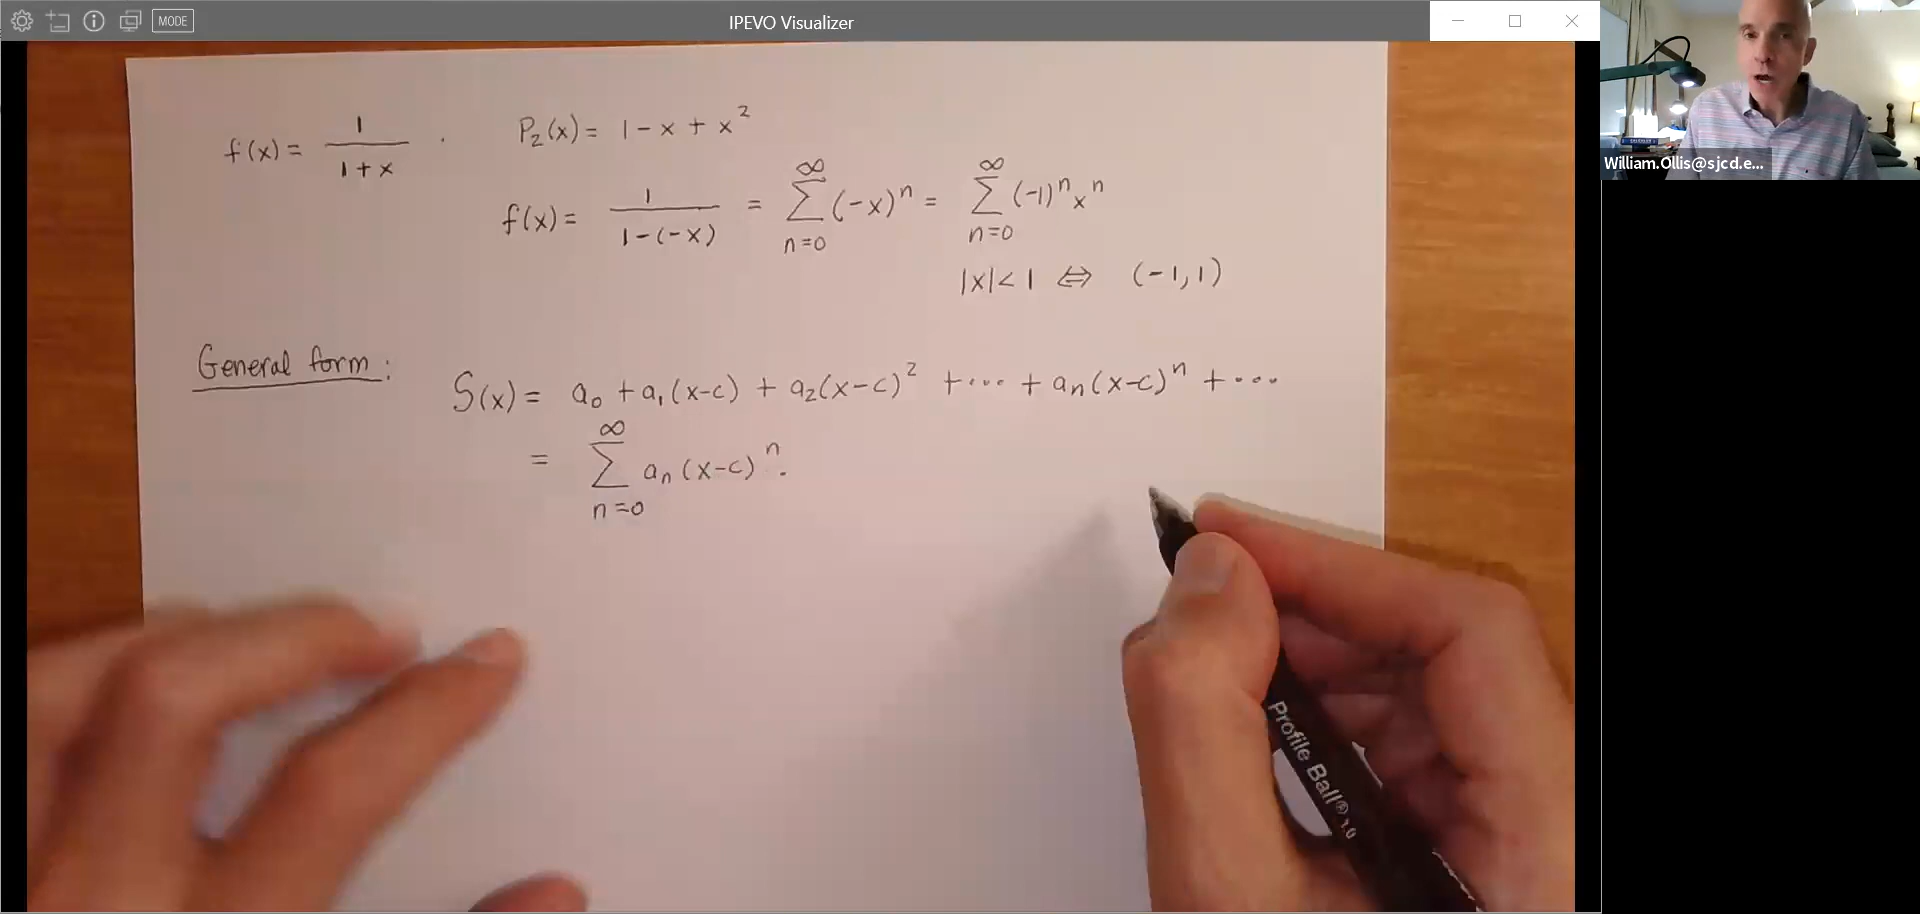 MODE
IPEVO Visualizer
William.Ollis@sjcd.e...
f(x) = 1/(1+x) .
P₂(x) = 1 - x + x²
f(x) = 1/(1-(-x)) = ∑_{n=0}^{∞} (-x)ⁿ = ∑_{n=0}^{∞} (-1)ⁿxⁿ
|x| < 1 ⇔ (-1,1)
General form:
S(x) = a₀ + a₁(x-c) + a₂(x-c)² + ··· + aₙ(x-c)ⁿ + ···
= ∑_{n=0}^{∞} aₙ(x-c)ⁿ.
Profile Ball® 1.0